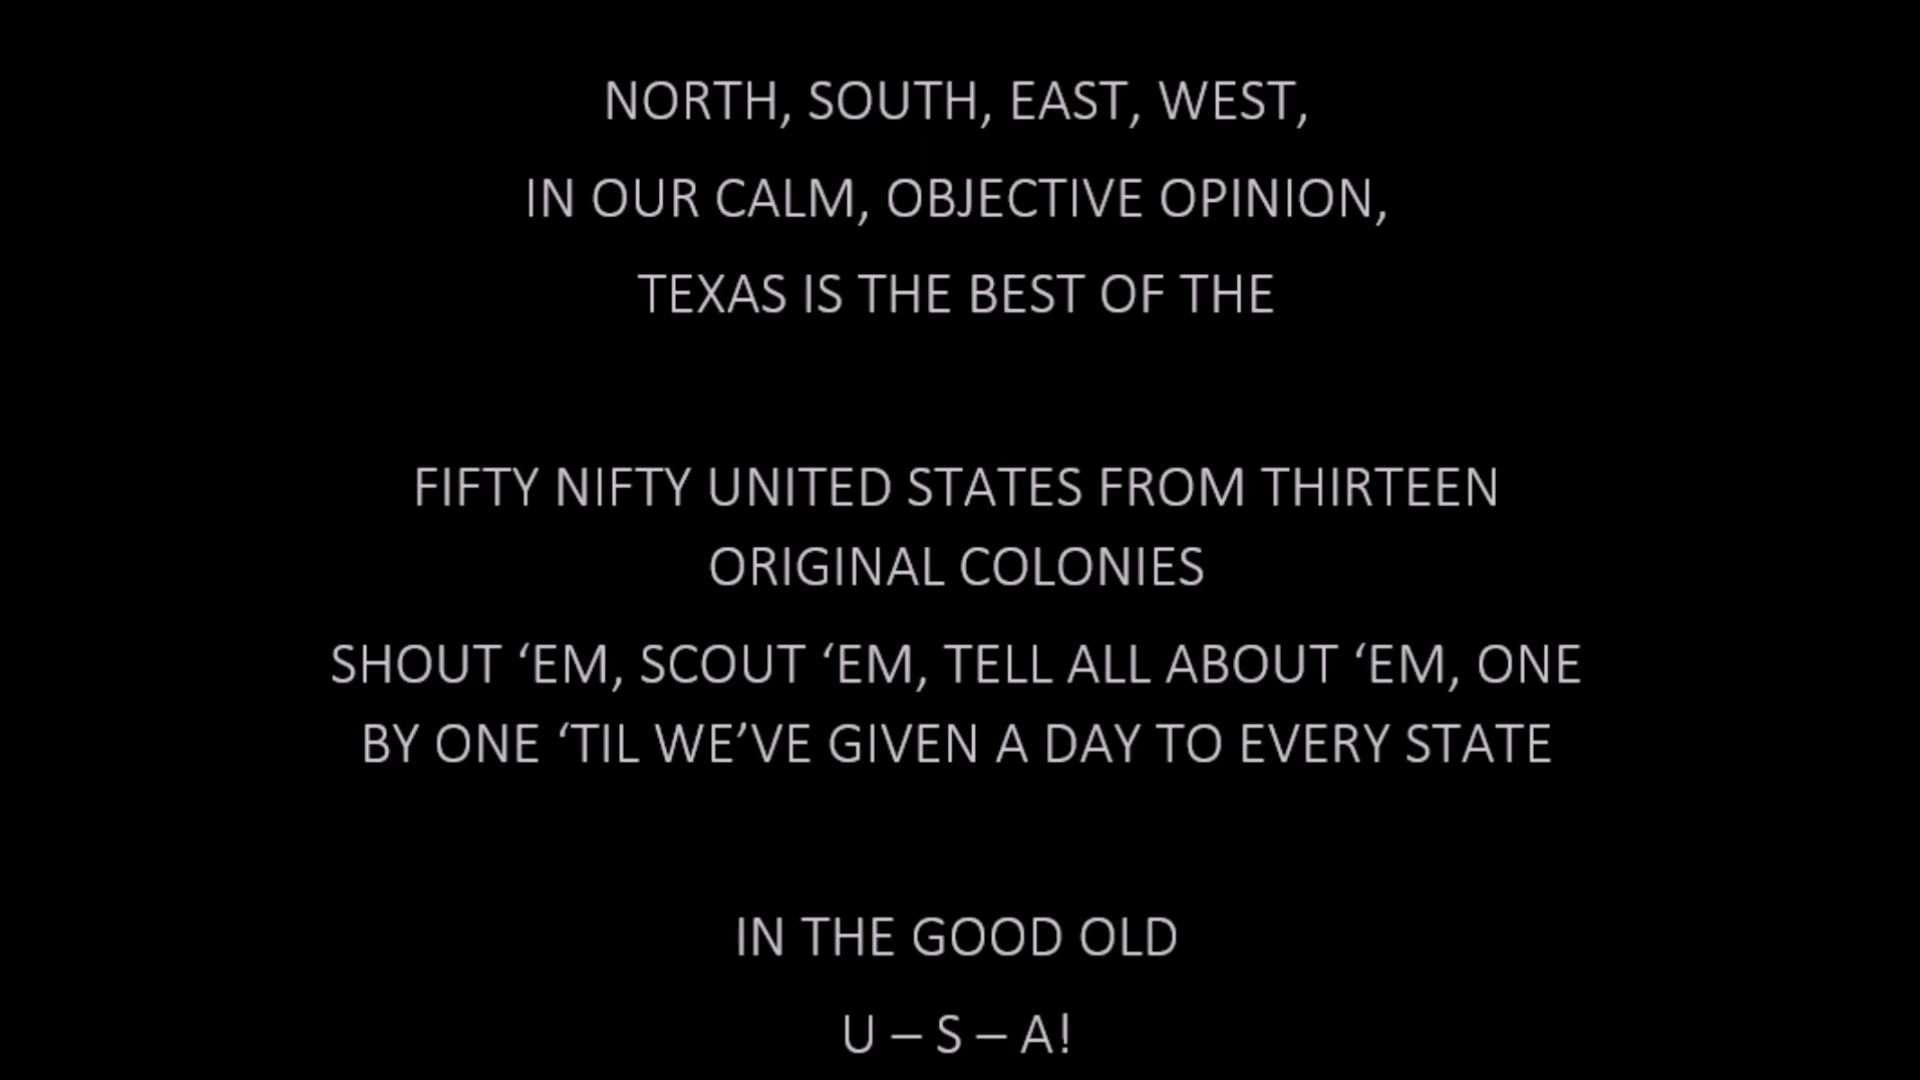 NORTH, SOUTH, EAST, WEST,
IN OUR CALM, OBJECTIVE OPINION,
TEXAS IS THE BEST OF THE
FIFTY NIFTY UNITED STATES FROM THIRTEEN
ORIGINAL COLONIES
SHOUT ‘EM, SCOUT ‘EM, TELL ALL ABOUT ‘EM, ONE
BY ONE ‘TIL WE’VE GIVEN A DAY TO EVERY STATE
IN THE GOOD OLD
U – S – A!